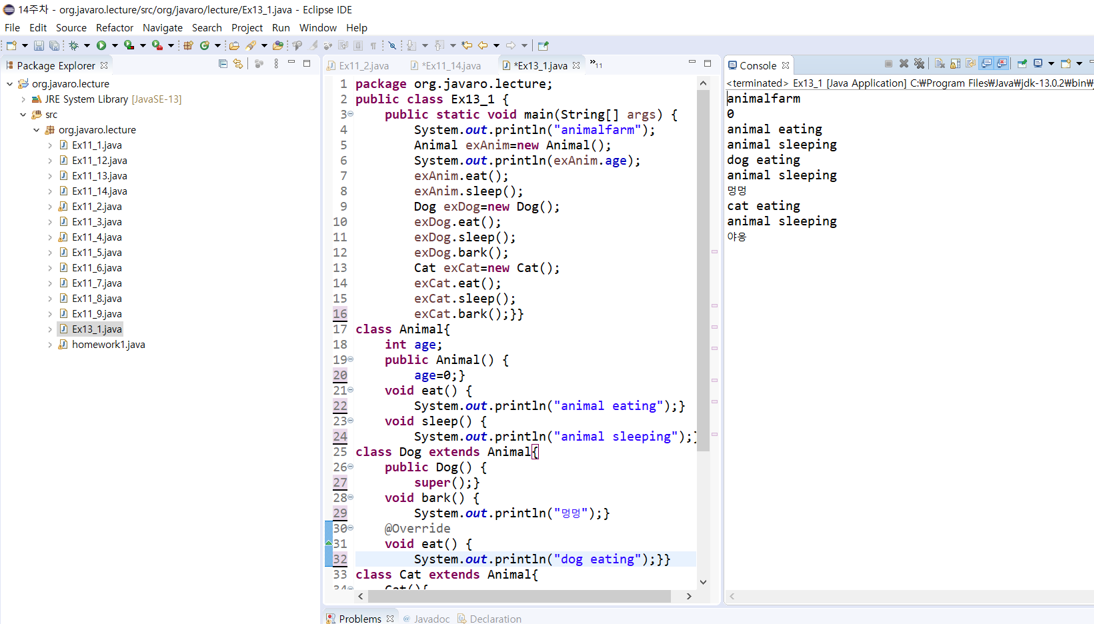 14주차 - org.javaro.lecture/src/org/javaro/lecture/Ex13_1.java - Eclipse IDE
File Edit Source Refactor Navigate Search Project Run Window Help
Package Explorer
org.javaro.lecture
JRE System Library [JavaSE-13]
src
org.javaro.lecture
Ex11_1.java
Ex11_12.java
Ex11_13.java
Ex11_14.java
Ex11_2.java
Ex11_3.java
Ex11_4.java
Ex11_5.java
Ex11_6.java
Ex11_7.java
Ex11_8.java
Ex11_9.java
Ex13_1.java
homework1.java
Ex11_2.java *Ex11_14.java *Ex13_1.java »11
1 package org.javaro.lecture;
2 public class Ex13_1 {
3 public static void main(String[] args) {
4 System.out.println("animalfarm");
5 Animal exAnim=new Animal();
6 System.out.println(exAnim.age);
7 exAnim.eat();
8 exAnim.sleep();
9 Dog exDog=new Dog();
10 exDog.eat();
11 exDog.sleep();
12 exDog.bark();
13 Cat exCat=new Cat();
14 exCat.eat();
15 exCat.sleep();
16 exCat.bark();}}
17 class Animal{
18 int age;
19 public Animal() {
20 age=0;}
21 void eat() {
22 System.out.println("animal eating");}
23 void sleep() {
24 System.out.println("animal sleeping");}
25 class Dog extends Animal{
26 public Dog() {
27 super();}
28 void bark() {
29 System.out.println("멍멍");}
30 @Override
31 void eat() {
32 System.out.println("dog eating");}}
33 class Cat extends Animal{
34 Cat(){
Console
<terminated> Ex13_1 [Java Application] C:₩Program Files₩Java₩jdk-13.0.2₩bin₩
animalfarm
0
animal eating
animal sleeping
dog eating
animal sleeping
멍멍
cat eating
animal sleeping
야옹
Problems Javadoc Declaration